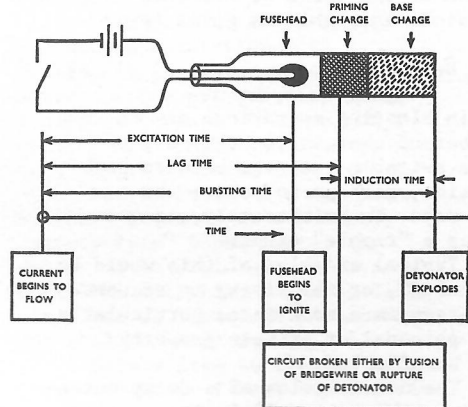 FUSEHEAD
PRIMING
CHARGE
BASE
CHARGE
EXCITATION TIME
LAG TIME
INDUCTION TIME
BURSTING TIME
TIME
CURRENT
BEGINS TO
FLOW
FUSEHEAD
BEGINS
TO
IGNITE
DETONATOR
EXPLODES
CIRCUIT BROKEN EITHER BY FUSION
OF BRIDGEWIRE OR RUPTURE
OF DETONATOR